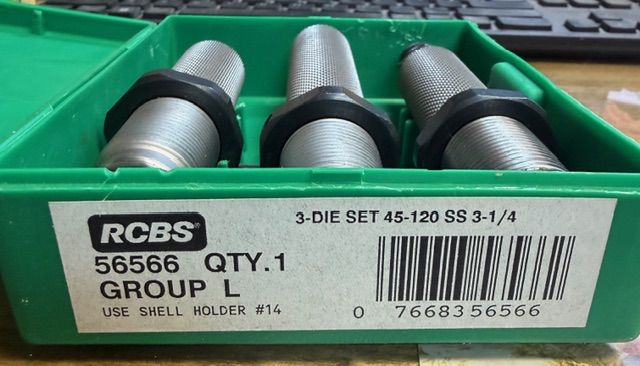 3-DIE SET 45-120 SS 3-1/4
RCBS
56566 QTY.1
GROUP L
USE SHELL HOLDER #14
0 7668356566